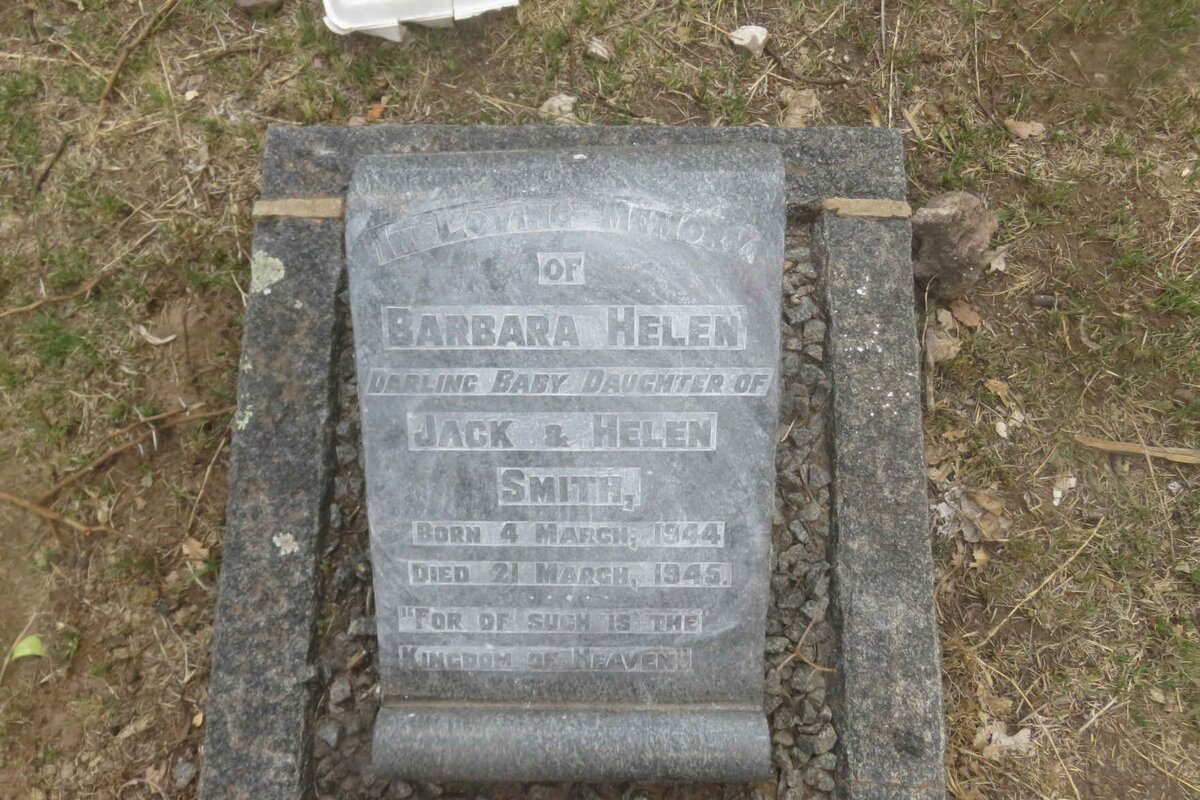 IN LOVING MEMORY
OF
BARBARA HELEN
DARLING BABY DAUGHTER OF
JACK & HELEN
SMITH,
BORN 4 MARCH, 1944
DIED 21 MARCH, 1945.
"FOR OF SUCH IS THE
KINGDOM OF HEAVEN"